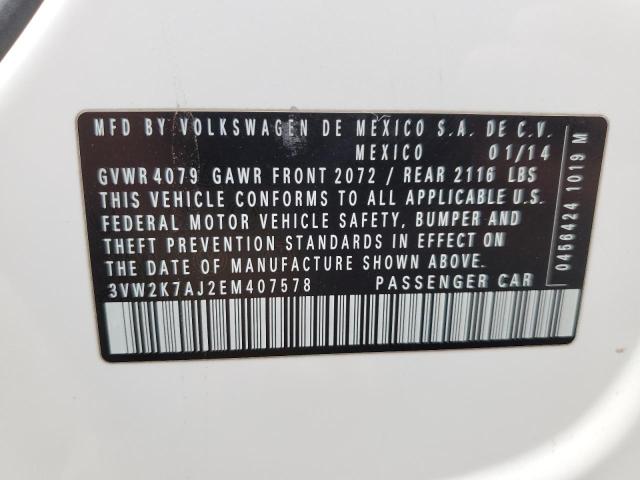 MFD BY VOLKSWAGEN DE MEXICO S.A. DE C.V.
MEXICO 01/14
GVWR 4079 GAWR FRONT 2072 / REAR 2116 LBS
THIS VEHICLE CONFORMS TO ALL APPLICABLE U.S.
FEDERAL MOTOR VEHICLE SAFETY, BUMPER AND
THEFT PREVENTION STANDARDS IN EFFECT ON
THE DATE OF MANUFACTURE SHOWN ABOVE.
3VW2K7AJ2EM407578 PASSENGER CAR
0456424 1019 M